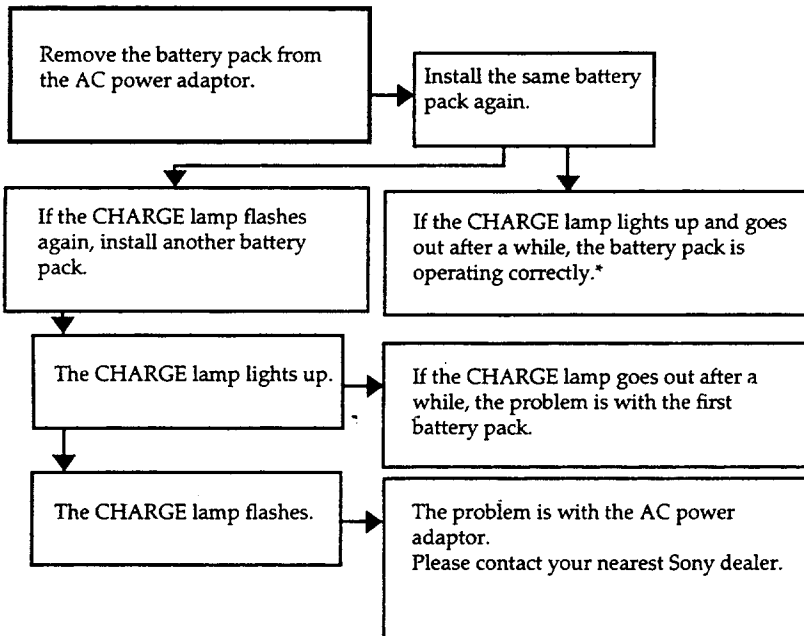 Remove the battery pack from
the AC power adaptor.
Install the same battery
pack again.
If the CHARGE lamp flashes
again, install another battery
pack.
If the CHARGE lamp lights up and goes
out after a while, the battery pack is
operating correctly.*
The CHARGE lamp lights up.
If the CHARGE lamp goes out after a
while, the problem is with the first
battery pack.
The CHARGE lamp flashes.
The problem is with the AC power
adaptor.
Please contact your nearest Sony dealer.